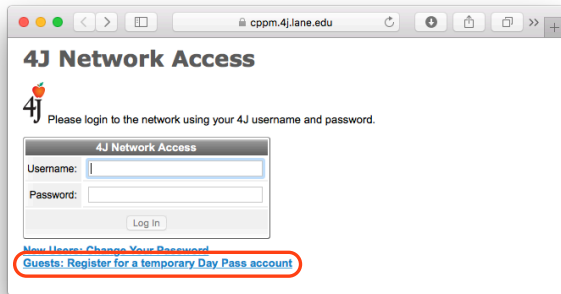 cppm.4j.lane.edu
4J Network Access
4J
Please login to the network using your 4J username and password.
4J Network Access
Username:
Password:
Log In
New Users: Change Your Password
Guests: Register for a temporary Day Pass account